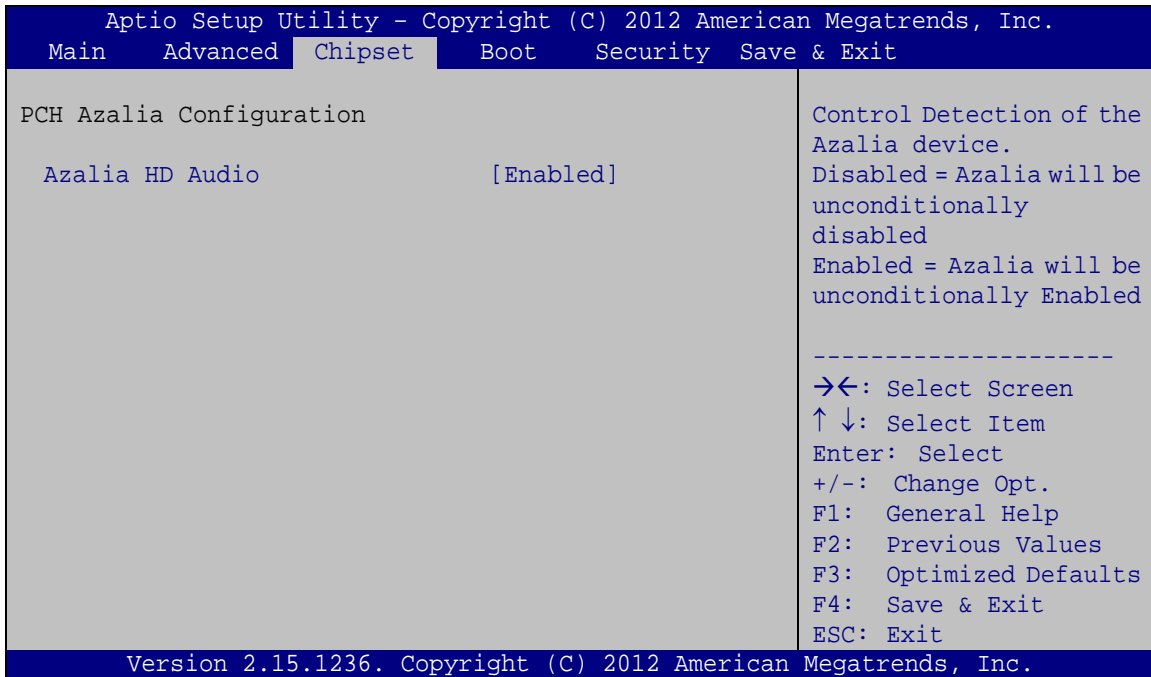 Aptio Setup Utility – Copyright (C) 2012 American Megatrends, Inc.
Main Advanced Chipset Boot Security Save & Exit
PCH Azalia Configuration
Azalia HD Audio [Enabled]
Control Detection of the
Azalia device.
Disabled = Azalia will be
unconditionally
disabled
Enabled = Azalia will be
unconditionally Enabled
---------------------
→←: Select Screen
↑ ↓: Select Item
Enter: Select
+/-: Change Opt.
F1: General Help
F2: Previous Values
F3: Optimized Defaults
F4: Save & Exit
ESC: Exit
Version 2.15.1236. Copyright (C) 2012 American Megatrends, Inc.